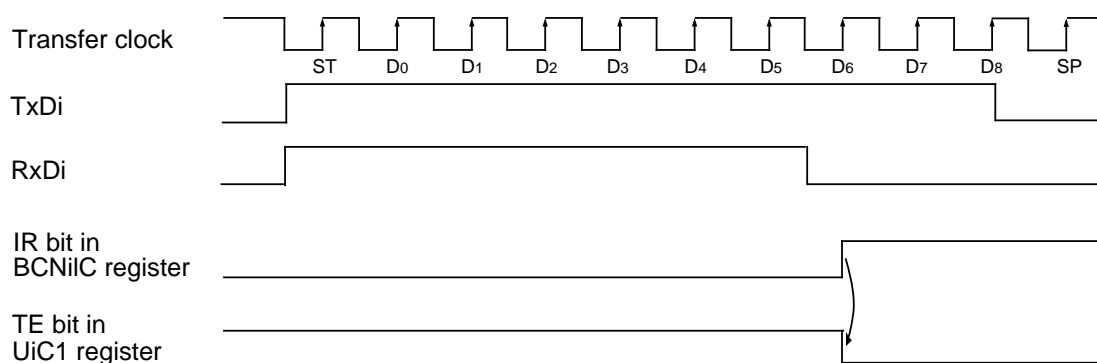 Transfer clock
ST D0 D1 D2 D3 D4 D5 D6 D7 D8 SP
TxDi
RxDi
IR bit in
BCNiIC register
TE bit in
UiC1 register